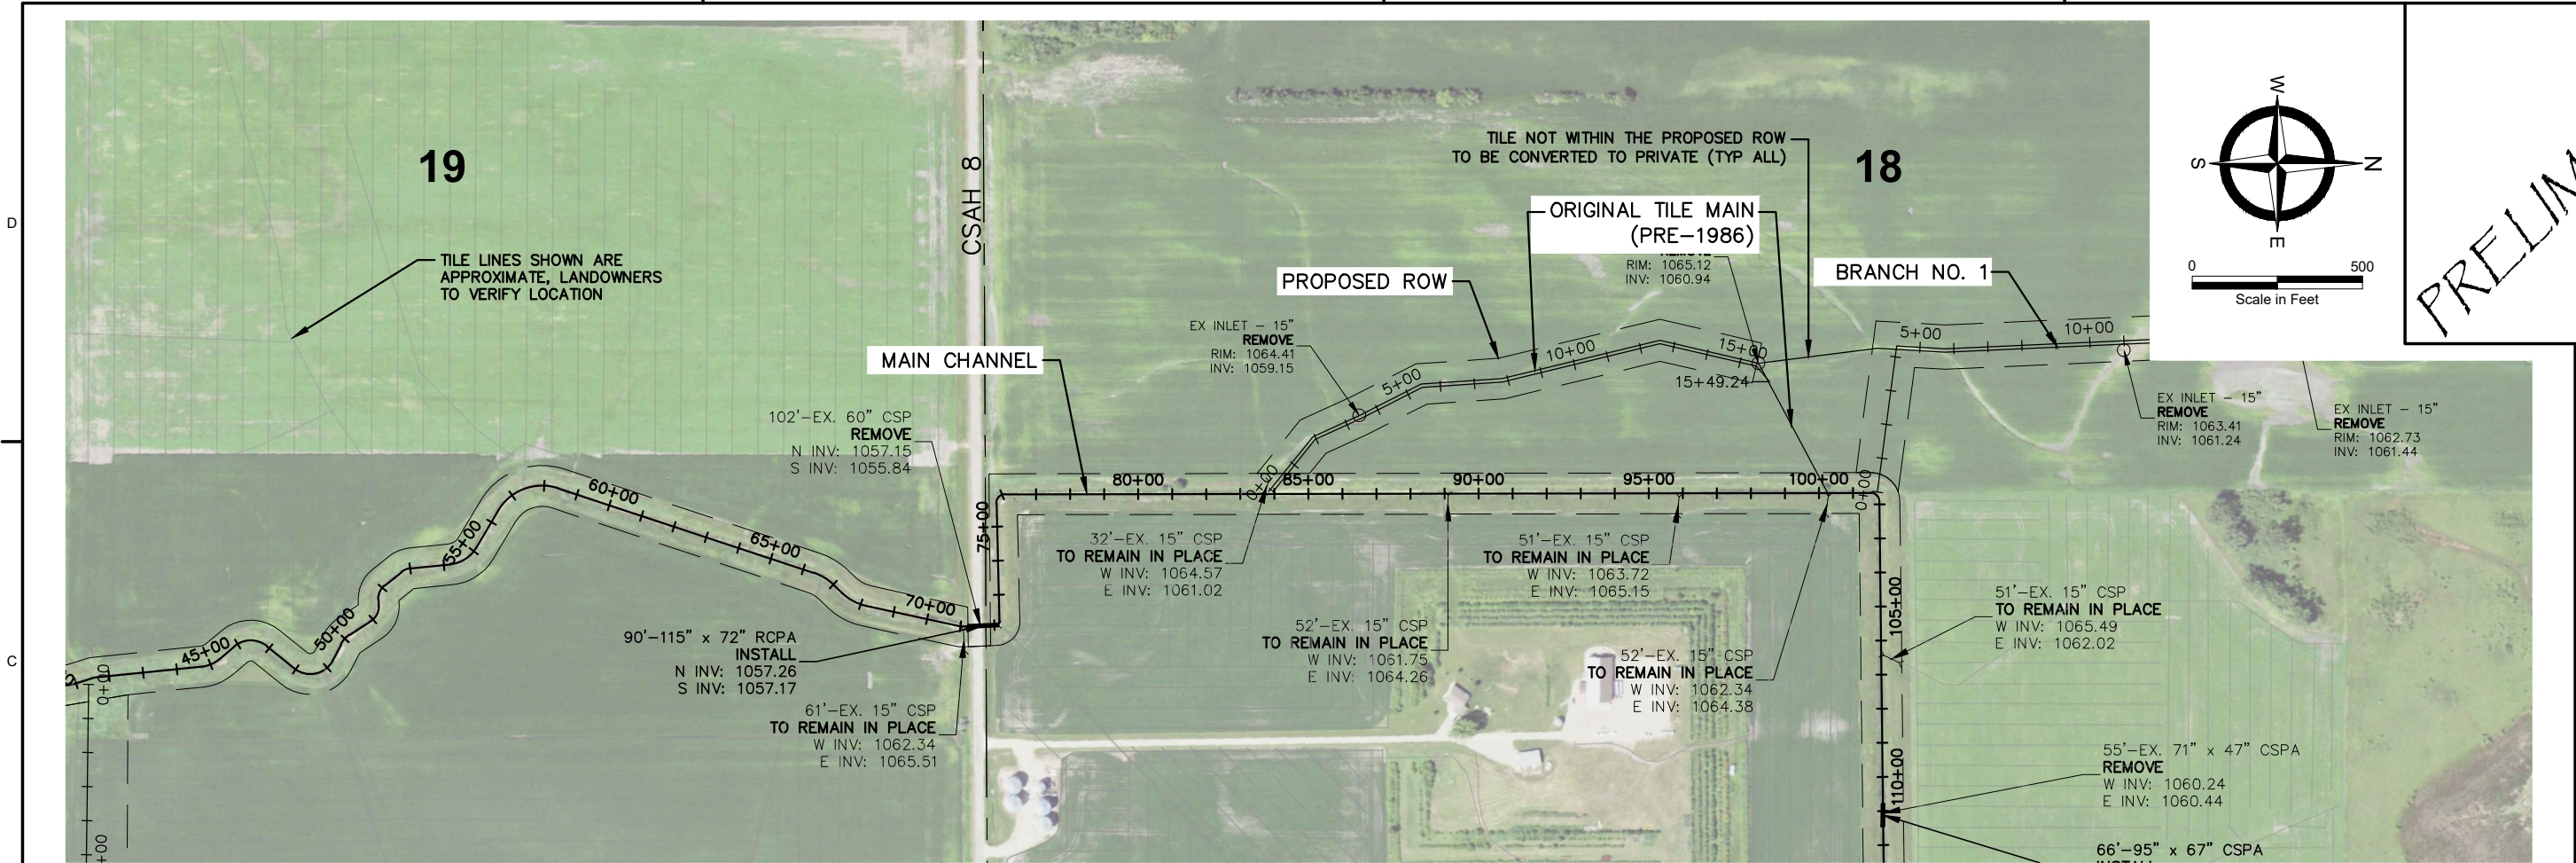 D
C
19
18
CSAH 8
TILE LINES SHOWN ARE
APPROXIMATE, LANDOWNERS
TO VERIFY LOCATION
TILE NOT WITHIN THE PROPOSED ROW
TO BE CONVERTED TO PRIVATE (TYP ALL)
ORIGINAL TILE MAIN
(PRE-1986)
RIM: 1065.12
INV: 1060.94
PROPOSED ROW
BRANCH NO. 1
MAIN CHANNEL
EX INLET - 15"
REMOVE
RIM: 1064.41
INV: 1059.15
W
S
N
E
0
500
Scale in Feet
5+00
10+00
15+00
15+49.24
5+00
10+00
0+00
0+00
EX INLET - 15"
REMOVE
RIM: 1063.41
INV: 1061.24
EX INLET - 15"
REMOVE
RIM: 1062.73
INV: 1061.44
102'-EX. 60" CSP
REMOVE
N INV: 1057.15
S INV: 1055.84
45+00
50+00
55+00
60+00
65+00
70+00
75+00
80+00
85+00
90+00
95+00
100+00
105+00
110+00
0+00
32'-EX. 15" CSP
TO REMAIN IN PLACE
W INV: 1064.57
E INV: 1061.02
51'-EX. 15" CSP
TO REMAIN IN PLACE
W INV: 1063.72
E INV: 1065.15
52'-EX. 15" CSP
TO REMAIN IN PLACE
W INV: 1061.75
E INV: 1064.26
52'-EX. 15" CSP
TO REMAIN IN PLACE
W INV: 1062.34
E INV: 1064.38
51'-EX. 15" CSP
TO REMAIN IN PLACE
W INV: 1065.49
E INV: 1062.02
90'-115" x 72" RCPA
INSTALL
N INV: 1057.26
S INV: 1057.17
61'-EX. 15" CSP
TO REMAIN IN PLACE
W INV: 1062.34
E INV: 1065.51
55'-EX. 71" x 47" CSPA
REMOVE
W INV: 1060.24
E INV: 1060.44
66'-95" x 67" CSPA